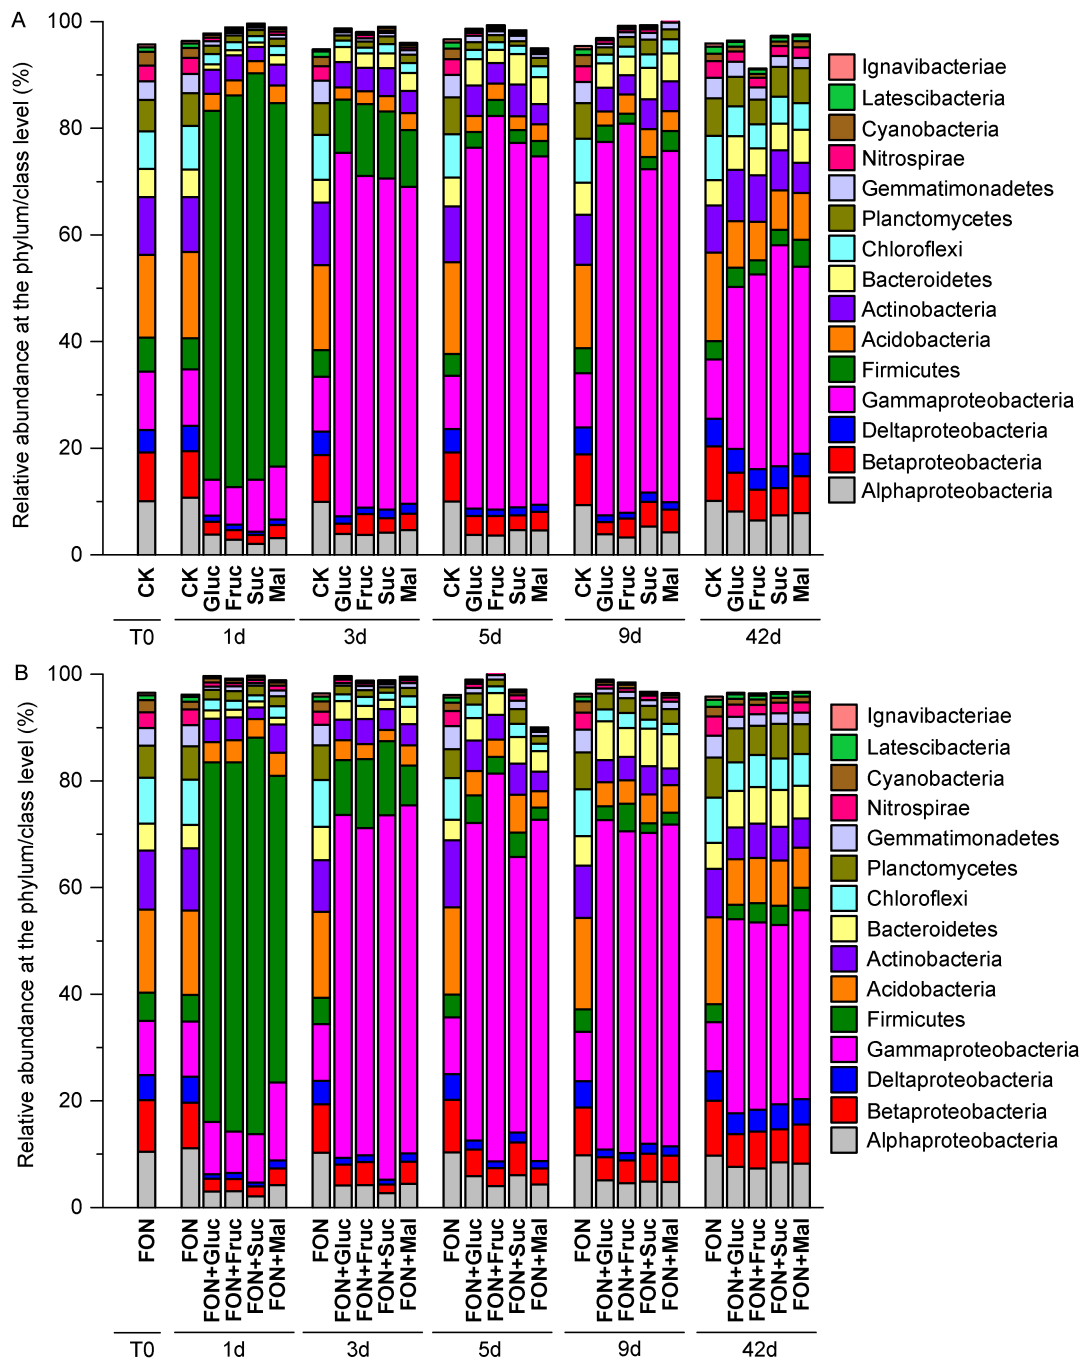 A
Relative abundance at the phylum/class level (%)
100
80
60
40
20
0
CK
CK
Gluc
Fruc
Suc
Mal
CK
Gluc
Fruc
Suc
Mal
CK
Gluc
Fruc
Suc
Mal
CK
Gluc
Fruc
Suc
Mal
CK
Gluc
Fruc
Suc
Mal
T0 1d 3d 5d 9d 42d
Ignavibacteriae
Latescibacteria
Cyanobacteria
Nitrospirae
Gemmatimonadetes
Planctomycetes
Chloroflexi
Bacteroidetes
Actinobacteria
Acidobacteria
Firmicutes
Gammaproteobacteria
Deltaproteobacteria
Betaproteobacteria
Alphaproteobacteria
B
Relative abundance at the phylum/class level (%)
100
80
60
40
20
0
FON
FON
FON+Gluc
FON+Fruc
FON+Suc
FON+Mal
FON
FON+Gluc
FON+Fruc
FON+Suc
FON+Mal
FON
FON+Gluc
FON+Fruc
FON+Suc
FON+Mal
FON
FON+Gluc
FON+Fruc
FON+Suc
FON+Mal
FON
FON+Gluc
FON+Fruc
FON+Suc
FON+Mal
T0 1d 3d 5d 9d 42d
Ignavibacteriae
Latescibacteria
Cyanobacteria
Nitrospirae
Gemmatimonadetes
Planctomycetes
Chloroflexi
Bacteroidetes
Actinobacteria
Acidobacteria
Firmicutes
Gammaproteobacteria
Deltaproteobacteria
Betaproteobacteria
Alphaproteobacteria